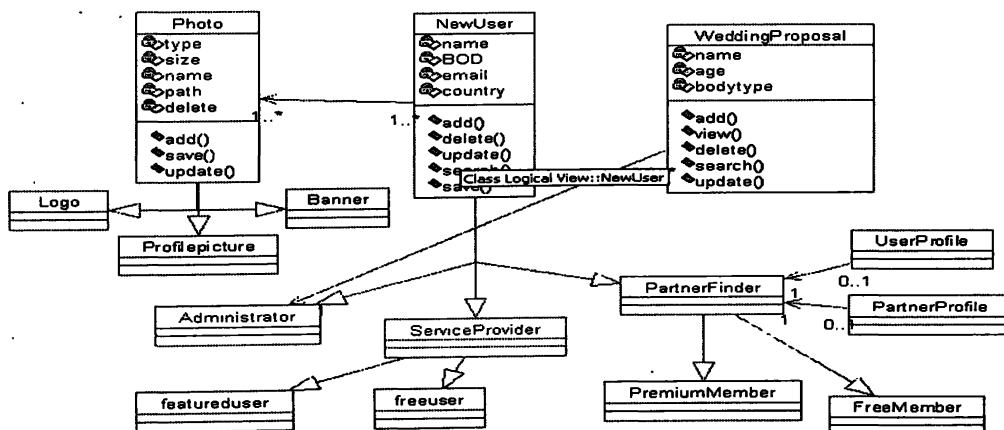 Photo
type
size
name
path
delete
add()
save()
update()
NewUser
name
BOD
email
country
add()
delete()
update()
search()
save()
Class Logical View::NewUser
WeddingProposal
name
age
bodytype
add()
view()
delete()
search()
update()
1..*
1..*
Logo
Banner
Profilepicture
Administrator
ServiceProvider
PartnerFinder
UserProfile
0..1
1
PartnerProfile
0..1
1
featureduser
freeuser
PremiumMember
FreeMember